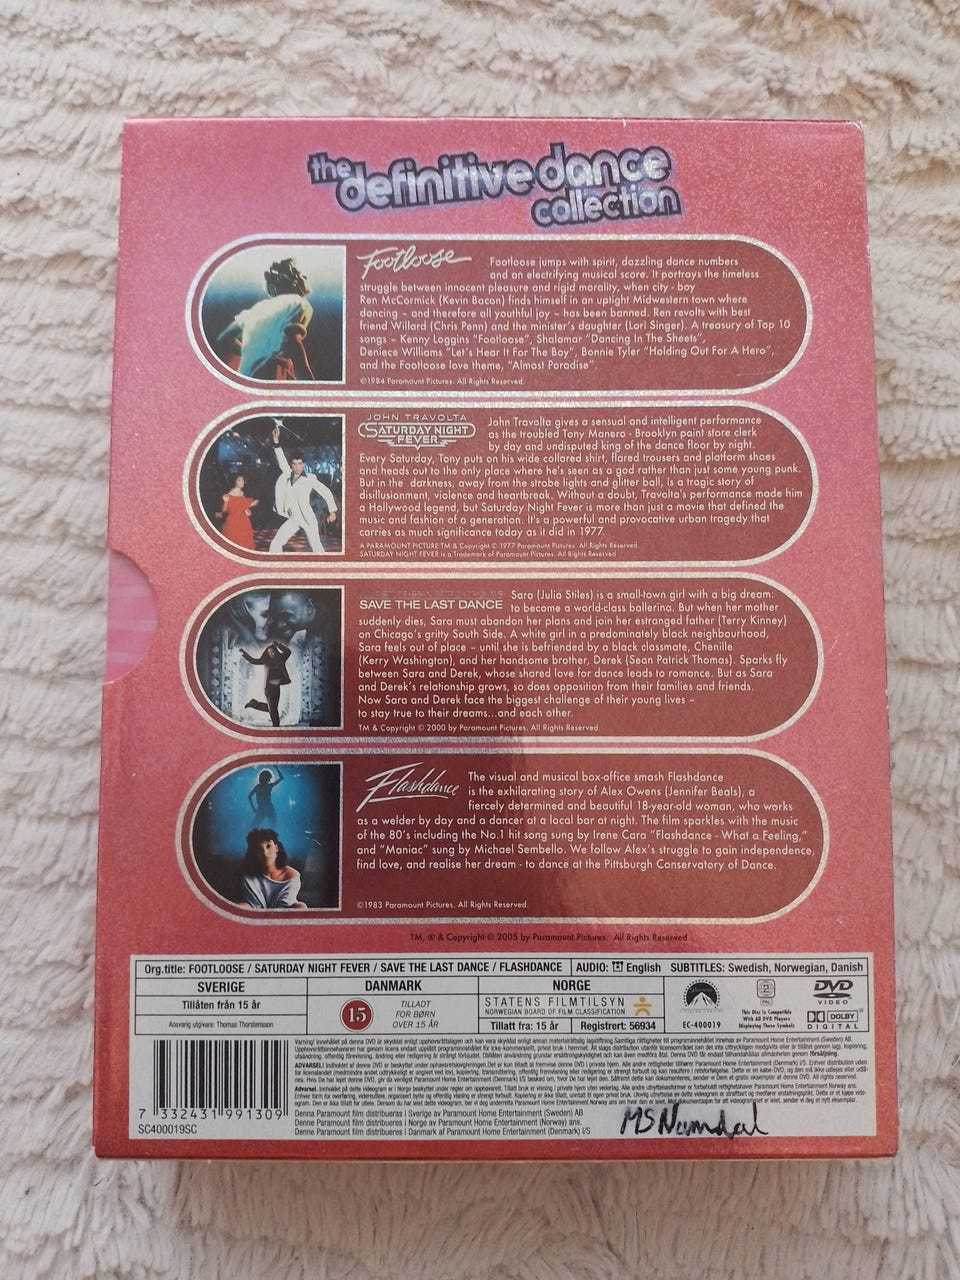 the definitive dance
collection
Footloose
Footloose jumps with spirit, dazzling dance numbers
and an electrifying musical score. It portrays the timeless
struggle between innocent pleasure and rigid morality, when city - boy
Ren McCormick (Kevin Bacon) finds himself in an uptight Midwestern town where
dancing – and therefore all youthful joy – has been banned. Ren revolts with best
friend Willard (Chris Penn) and the minister's daughter (Lori Singer). A treasury of Top 10
songs – Kenny Loggins "Footloose", Shalamar "Dancing In The Sheets",
Deniece Williams "Let's Hear It For The Boy", Bonnie Tyler "Holding Out For A Hero",
and the Footloose love theme, "Almost Paradise".
©1984 Paramount Pictures. All Rights Reserved.
JOHN TRAVOLTA
SATURDAY NIGHT
FEVER
John Travolta gives a sensual and intelligent performance
as the troubled Tony Manero - Brooklyn paint store clerk
by day and undisputed king of the dance floor by night.
Every Saturday, Tony puts on his wide collared shirt, flared trousers and platform shoes
and heads out to the only place where he's seen as a god rather than just some young punk.
But in the darkness, away from the strobe lights and glitter ball, is a tragic story of
disillusionment, violence and heartbreak. Without a doubt, Travolta's performance made him
a Hollywood legend, but Saturday Night Fever is more than just a movie that defined the
music and fashion of a generation. It's a powerful and provocative urban tragedy that
carries as much significance today as it did in 1977.
A PARAMOUNT PICTURE TM & Copyright © 1977 Paramount Pictures. All Rights Reserved.
SATURDAY NIGHT FEVER is a Trademark of Paramount Pictures. All Rights Reserved
SAVE THE LAST DANCE
Sara (Julia Stiles) is a small-town girl with a big dream:
to become a world-class ballerina. But when her mother
suddenly dies, Sara must abandon her plans and join her estranged father (Terry Kinney)
on Chicago's gritty South Side. A white girl in a predominately black neighbourhood,
Sara feels out of place – until she is befriended by a black classmate, Chenille
(Kerry Washington), and her handsome brother, Derek (Sean Patrick Thomas). Sparks fly
between Sara and Derek, whose shared love for dance leads to romance. But as Sara
and Derek's relationship grows, so does opposition from their families and friends.
Now Sara and Derek face the biggest challenge of their young lives –
to stay true to their dreams...and each other.
TM & Copyright © 2000 by Paramount Pictures. All Rights Reserved.
Flashdance
The visual and musical box-office smash Flashdance
is the exhilarating story of Alex Owens (Jennifer Beals), a
fiercely determined and beautiful 18-year-old woman, who works
as a welder by day and a dancer at a local bar at night. The film sparkles with the music
of the 80's including the No.1 hit song sung by Irene Cara "Flashdance - What a Feeling,"
and "Maniac" sung by Michael Sembello. We follow Alex's struggle to gain independence,
find love, and realise her dream - to dance at the Pittsburgh Conservatory of Dance.
©1983 Paramount Pictures. All Rights Reserved.
TM, ® & Copyright © 2005 by Paramount Pictures. All Rights Reserved
Org.title: FOOTLOOSE / SATURDAY NIGHT FEVER / SAVE THE LAST DANCE / FLASHDANCE AUDIO: English SUBTITLES: Swedish, Norwegian, Danish
SVERIGE
Tillåten från 15 år
Ansvarig utgivare: Thomas Thorstensson
DANMARK
15
TILLADT
FOR BØRN
OVER 15 ÅR
NORGE
STATENS FILMTILSYN
NORWEGIAN BOARD OF FILM CLASSIFICATION
Tillatt fra: 15 år Registrert: 56934
Paramount
EC-400019
2
PAL
This Disc Is Compatible
With All DVD Players
Displaying These Symbols
DVD
VIDEO
DOLBY
DIGITAL
7 332431 991309
SC400019SC
Denna Paramount film distribueras i Sverige av Paramount Home Entertainment (Sweden) AB
Denne Paramount film distribueres i Norge av Paramount Home Entertainment (Norway) ans.
Denne Paramount film distribueres i Danmark af Paramount Home Entertainment (Denmark) I/S
MSNamdal